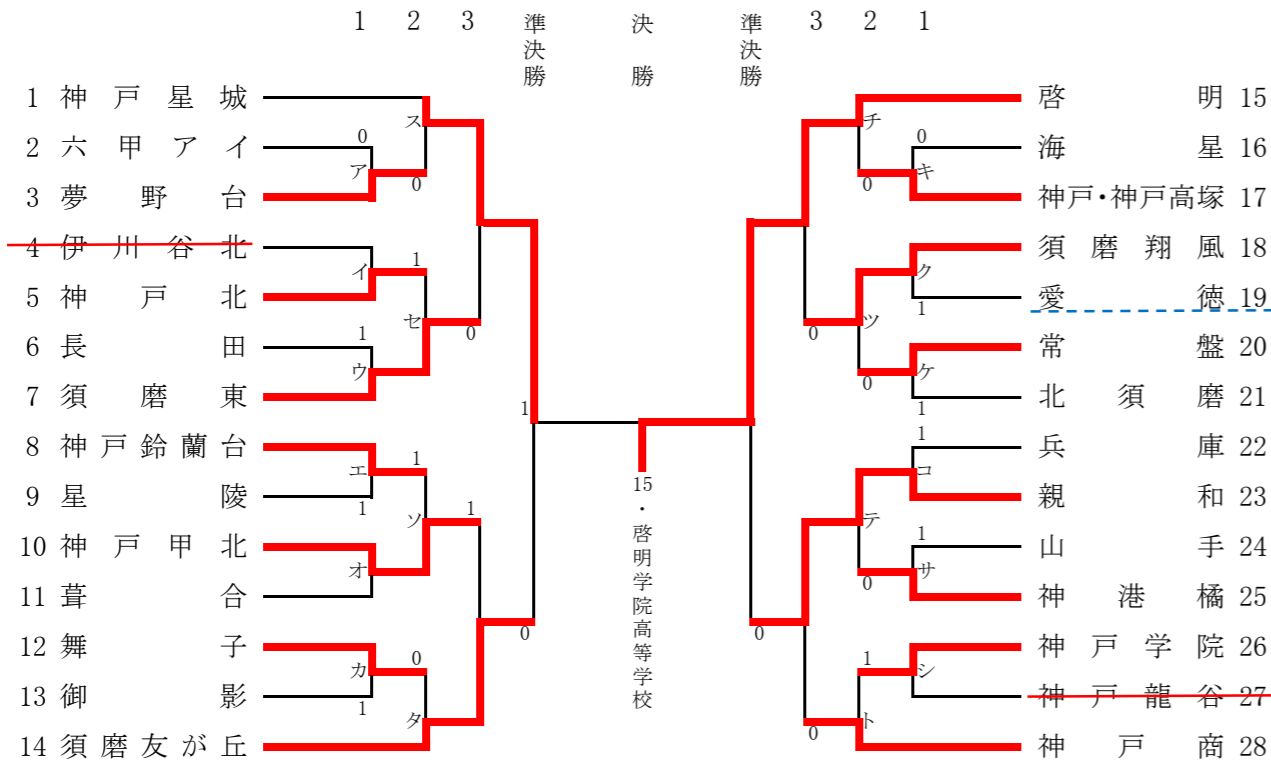 1 2 3 準決勝 決勝 準決勝 3 2 1
1 神戸星城
2 六甲アイ
3 夢野台
4 伊川谷北
5 神戸北
6 長田
7 須磨東
8 神戸鈴蘭台
9 星陵
10 神戸甲北
11 葺合
12 舞子
13 御影
14 須磨友が丘
ス
0
ア
0
イ
1
セ
0
1
ウ
1
エ
1
1
ソ
1
オ
0
カ
0
1
タ
15・啓明学院高等学校
チ
0
キ
0
ク
1
ツ
0
ケ
0
1
コ
1
テ
1
サ
0
0
シ
1
ト
0
啓明 15
海星 16
神戸・神戸高塚 17
須磨翔風 18
愛徳 19
常盤 20
北須磨 21
兵庫 22
親和 23
山手 24
神港橘 25
神戸学院 26
神戸龍谷 27
神戸商 28